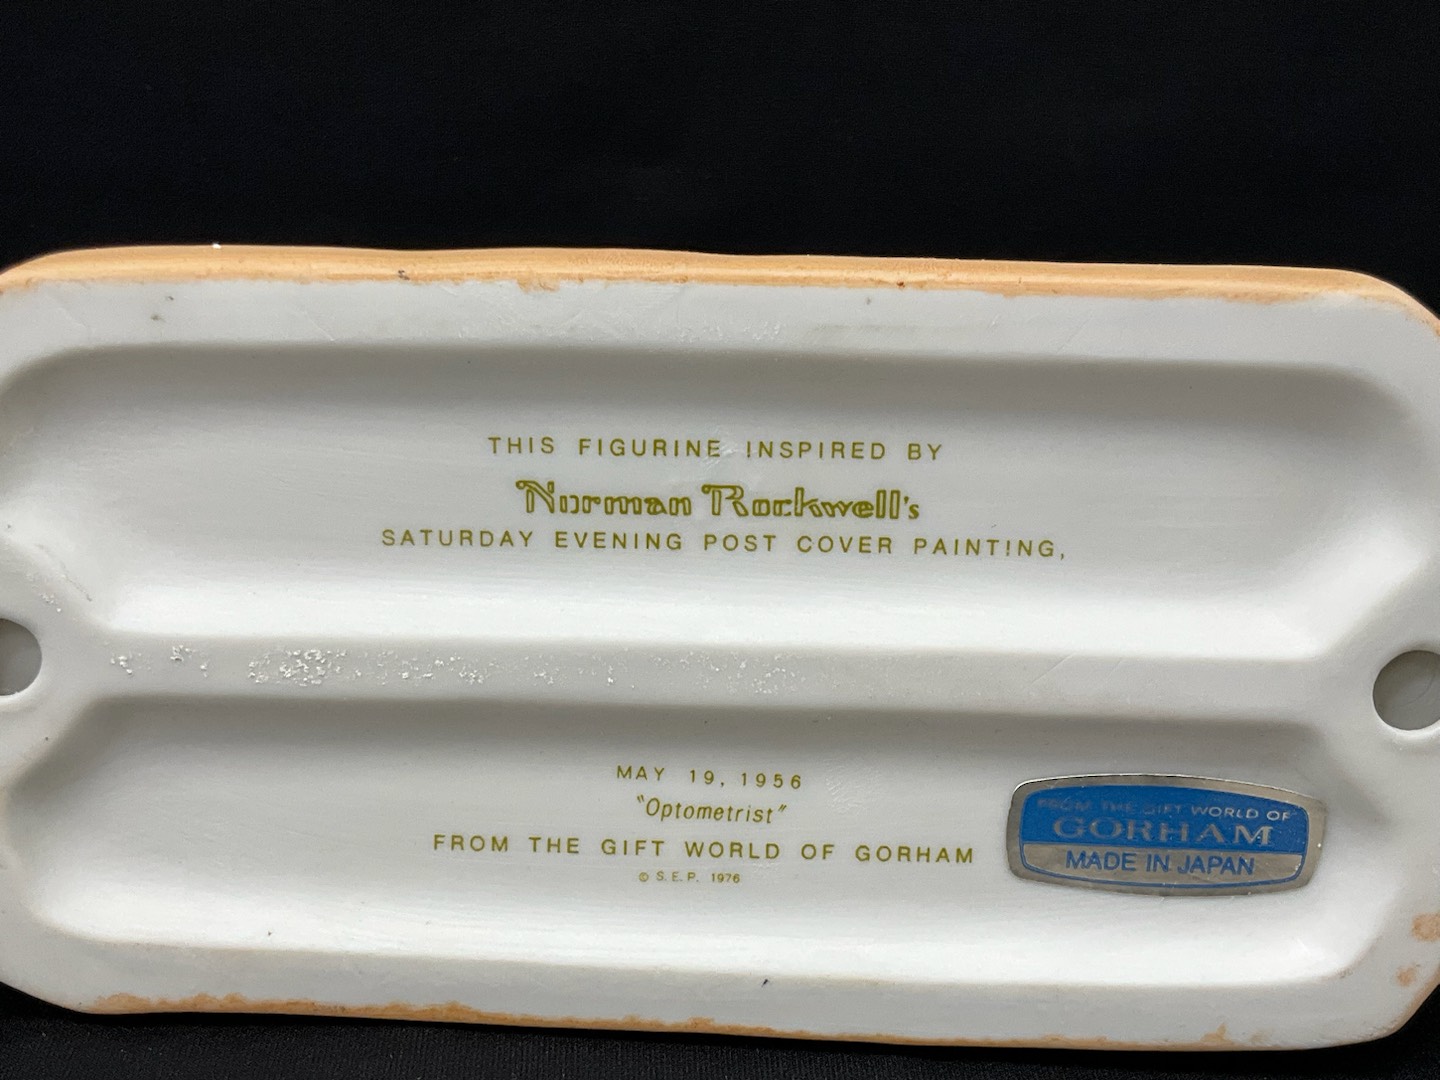 THIS FIGURINE INSPIRED BY
Norman Rockwell's
SATURDAY EVENING POST COVER PAINTING,
MAY 19, 1956
"Optometrist"
FROM THE GIFT WORLD OF GORHAM
© S.E.P. 1976
FROM THE GIFT WORLD OF
GORHAM
MADE IN JAPAN